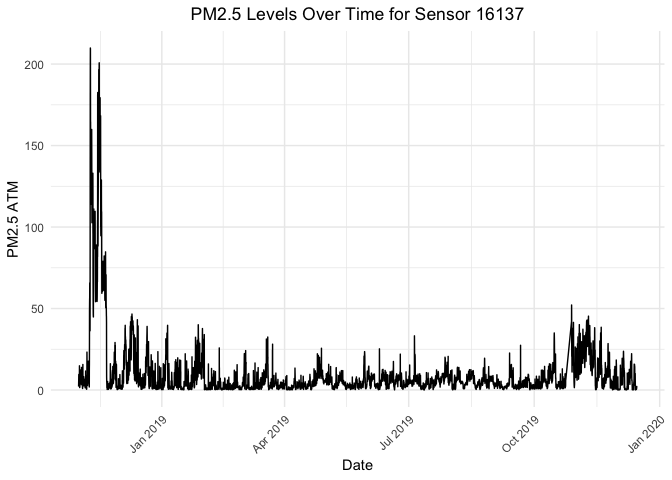 PM2.5 Levels Over Time for Sensor 16137
PM2.5 ATM
200
150
100
50
0
Jan 2019
Apr 2019
Jul 2019
Oct 2019
Jan 2020
Date